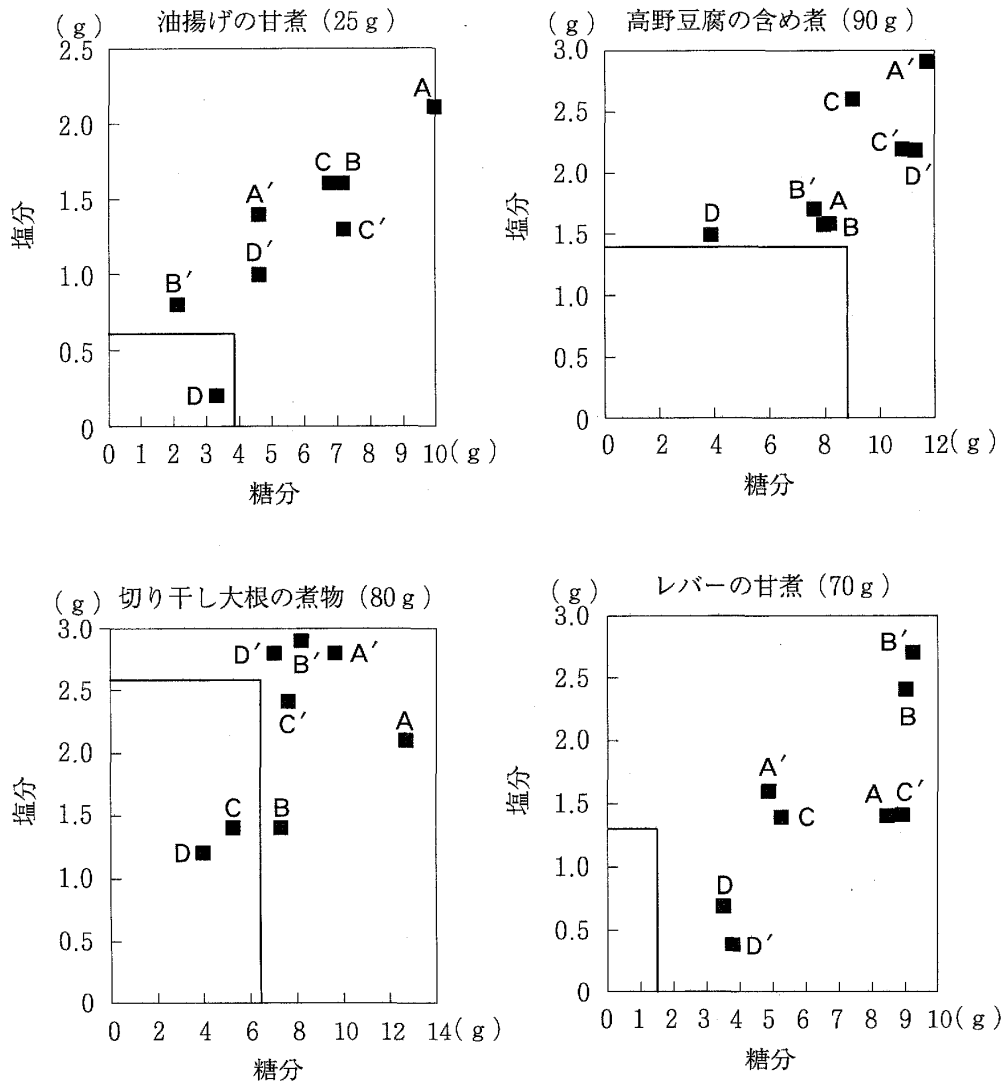 油揚げの甘煮 (25g)
(g)
2.5
2.0
1.5
1.0
0.5
0
塩分
A
C B
A′
C′
D′
B′
D
0 1 2 3 4 5 6 7 8 9 10(g)
糖分
高野豆腐の含め煮 (90g)
(g)
3.0
2.5
2.0
1.5
1.0
0.5
0
塩分
A′
C
C′
D′
B′ A
B
D
0 2 4 6 8 10 12(g)
糖分
切り干し大根の煮物 (80g)
(g)
3.0
2.5
2.0
1.5
1.0
0.5
0
塩分
D′ B′ A′
C′
A
C B
D
0 2 4 6 8 10 12 14(g)
糖分
レバーの甘煮 (70g)
(g)
3.0
2.5
2.0
1.5
1.0
0.5
0
塩分
B′
B
A′
A C′
C
D
D′
0 1 2 3 4 5 6 7 8 9 10(g)
糖分